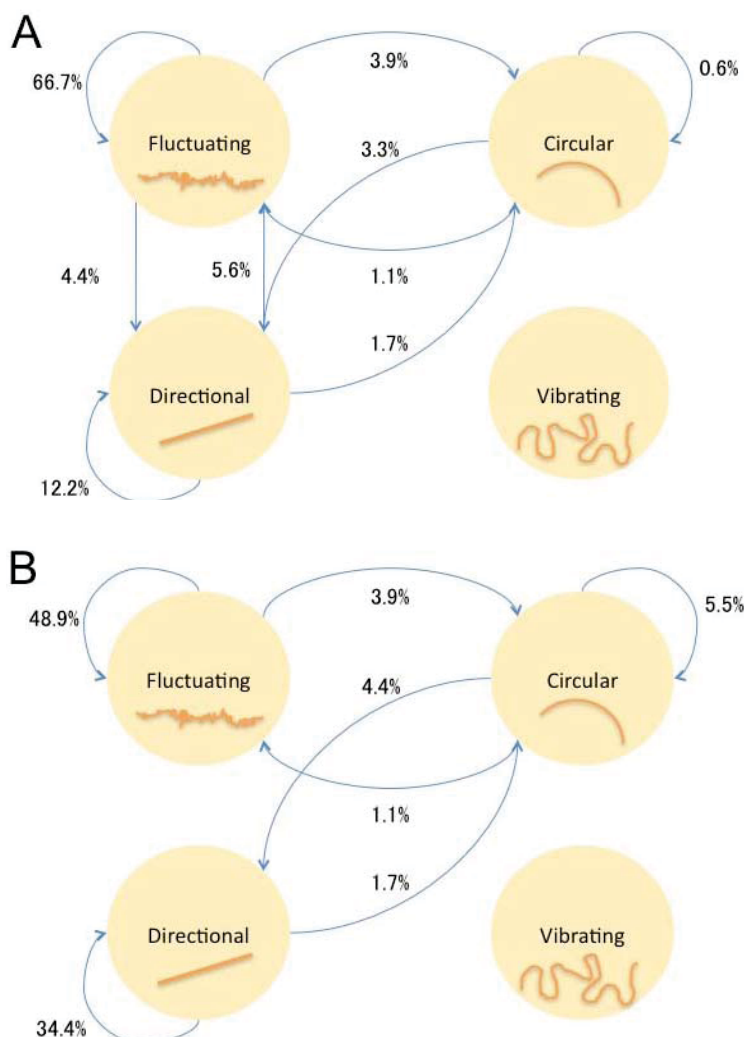 A
3.9%
66.7%
0.6%
Fluctuating
Circular
3.3%
4.4%
5.6%
1.1%
1.7%
Directional
Vibrating
12.2%
B
3.9%
48.9%
5.5%
Fluctuating
Circular
4.4%
1.1%
1.7%
Directional
Vibrating
34.4%